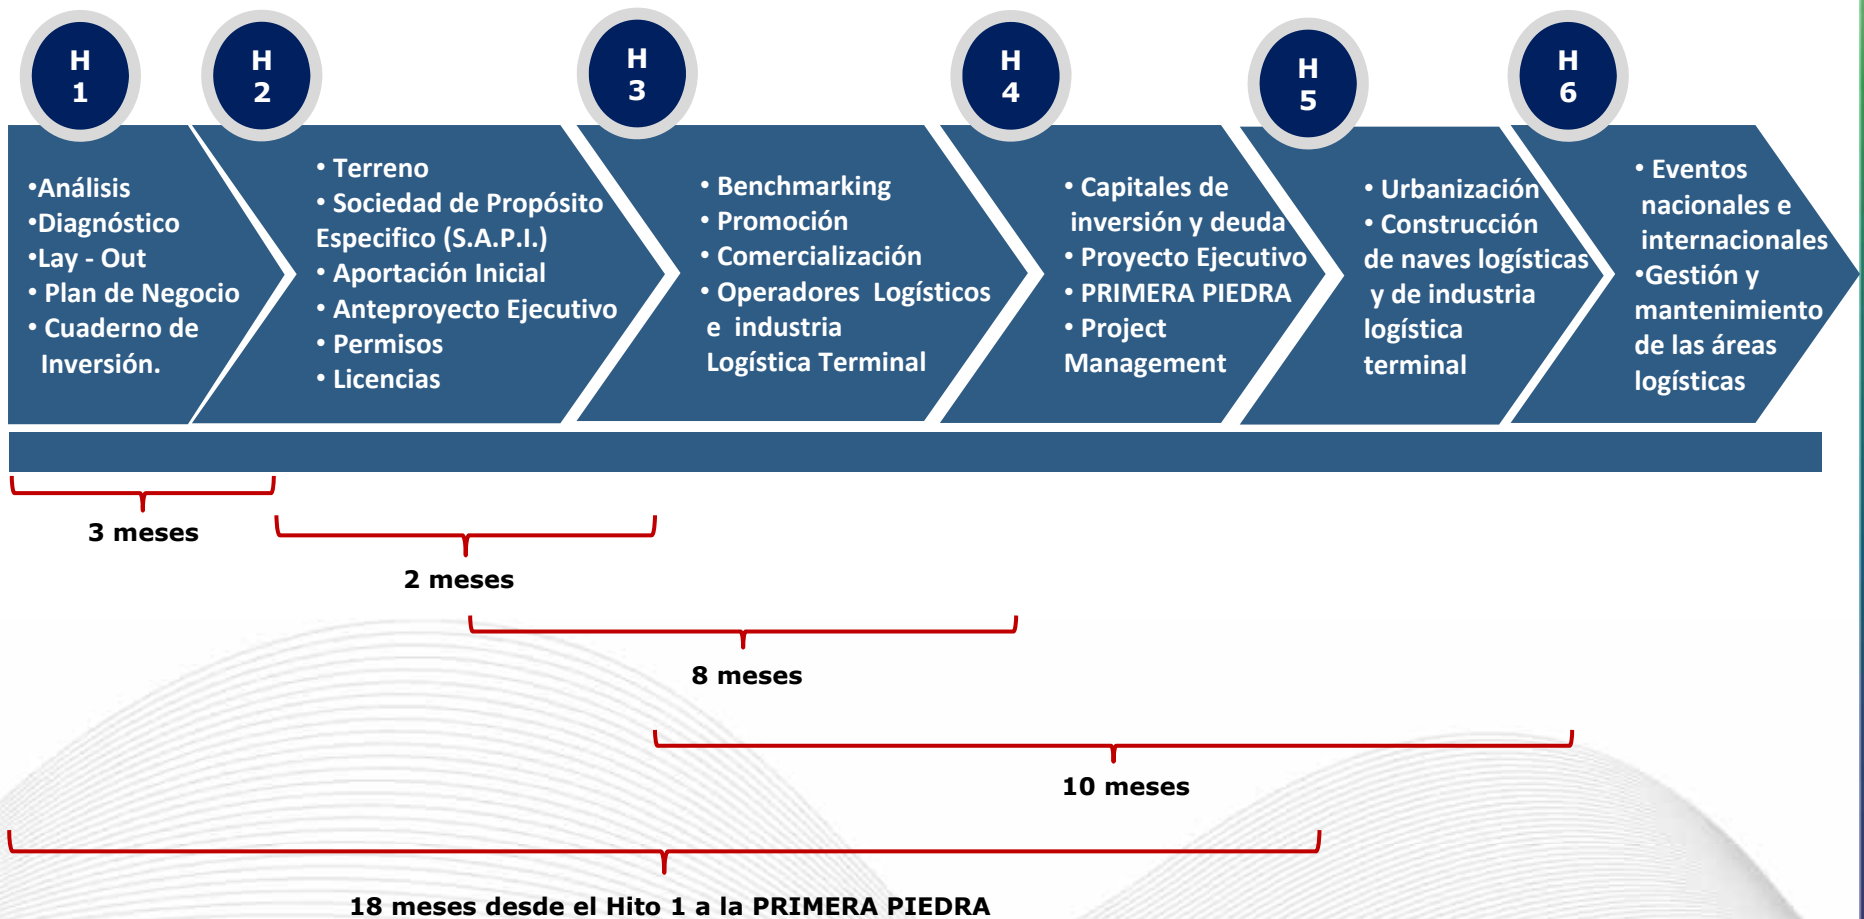 H
1
H
2
H
3
H
4
H
5
H
6
•Análisis
•Diagnóstico
•Lay - Out
• Plan de Negocio
• Cuaderno de
Inversión.
• Terreno
• Sociedad de Propósito
Especifico (S.A.P.I.)
• Aportación Inicial
• Anteproyecto Ejecutivo
• Permisos
• Licencias
• Benchmarking
• Promoción
• Comercialización
• Operadores Logísticos
e industria
Logística Terminal
• Capitales de
inversión y deuda
• Proyecto Ejecutivo
• PRIMERA PIEDRA
• Project
Management
• Urbanización
• Construcción
de naves logísticas
y de industria
logística
terminal
• Eventos
nacionales e
internacionales
•Gestión y
mantenimiento
de las áreas
logísticas
3 meses
2 meses
8 meses
10 meses
18 meses desde el Hito 1 a la PRIMERA PIEDRA